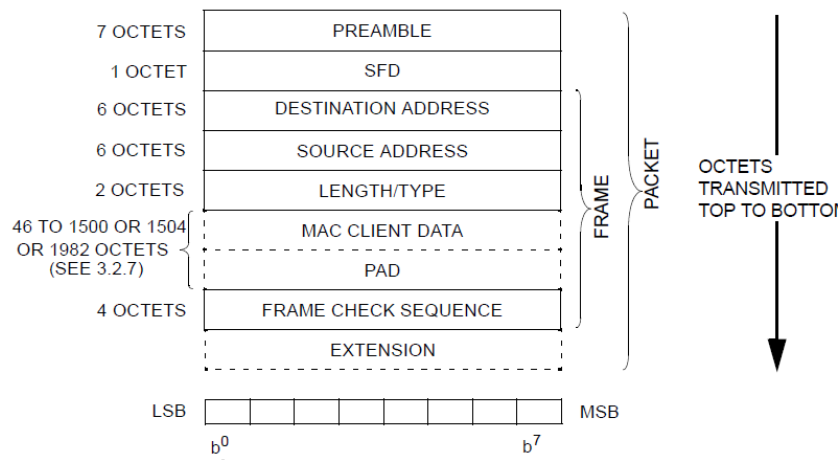 7 OCTETS PREAMBLE
1 OCTET SFD
6 OCTETS DESTINATION ADDRESS
6 OCTETS SOURCE ADDRESS
2 OCTETS LENGTH/TYPE
46 TO 1500 OR 1504
OR 1982 OCTETS
(SEE 3.2.7)
MAC CLIENT DATA
PAD
4 OCTETS FRAME CHECK SEQUENCE
EXTENSION
FRAME
PACKET
OCTETS
TRANSMITTED
TOP TO BOTTON
LSB MSB
b0 b7